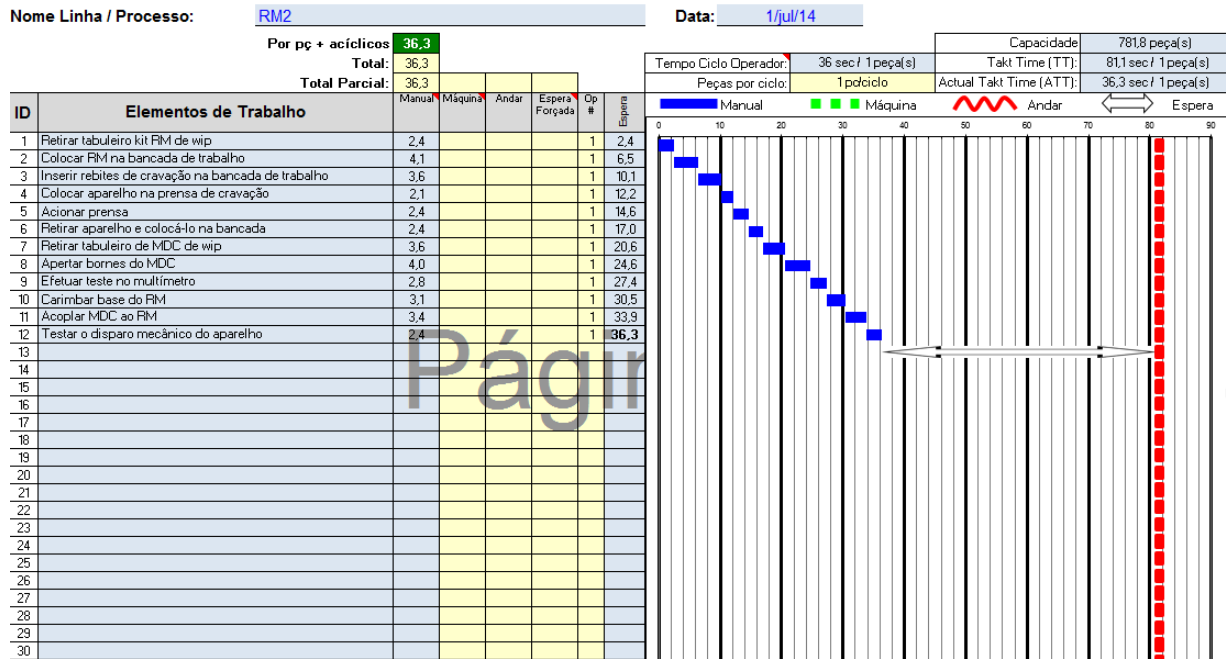 Nome Linha / Processo: RM2 Data: 1/jul/14
Por pç + acíclicos 36,3 Capacidade 781,8 peça(s)
Total: 36,3 Tempo Ciclo Operador: 36 sec / 1 peça(s) Takt Time (TT): 81,1 sec / 1 peça(s)
Total Parcial: 36,3 Peças por ciclo: 1 pç/ciclo Actual Takt Time (ATT): 36,3 sec / 1 peça(s)
ID Elementos de Trabalho Manual Máquina Andar Espera Forçada Op # Espera Manual Máquina Andar Espera
0 10 20 30 40 50 60 70 80 90
1 Retirar tabuleiro kit RM de wip 2,4 1 2,4
2 Colocar RM na bancada de trabalho 4,1 1 6,5
3 Inserir rebites de cravação na bancada de trabalho 3,6 1 10,1
4 Colocar aparelho na prensa de cravação 2,1 1 12,2
5 Acionar prensa 2,4 1 14,6
6 Retirar aparelho e colocá-lo na bancada 2,4 1 17,0
7 Retirar tabuleiro de MDC de wip 3,6 1 20,6
8 Apertar bornes do MDC 4,0 1 24,6
9 Efetuar teste no multímetro 2,8 1 27,4
10 Carimbar base do RM 3,1 1 30,5
11 Acoplar MDC ao RM 3,4 1 33,9
12 Testar o disparo mecânico do aparelho 2,4 1 36,3
13
14
15
16
17
18
19
20
21
22
23
24
25
26
27
28
29
30
Págin